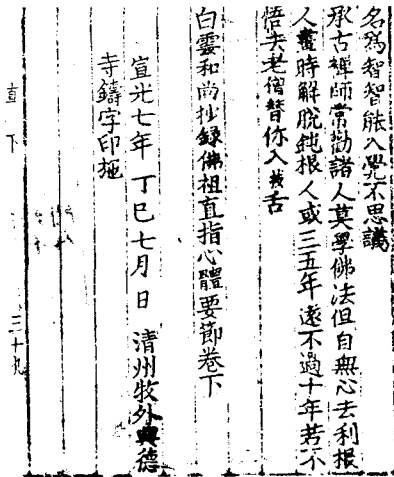 名爲智智能入覺不思議
承古禪師常勸諸人莫學佛法但自無心去利根
人晝時解脫鈍根人或三五年遠不過十年若不
悟去老僧替你入拔舌
白雲和尚抄録佛祖直指心體要節卷下
宣光七年丁巳七月 日 清州牧外興德
寺鑄字印施
直下
三十九